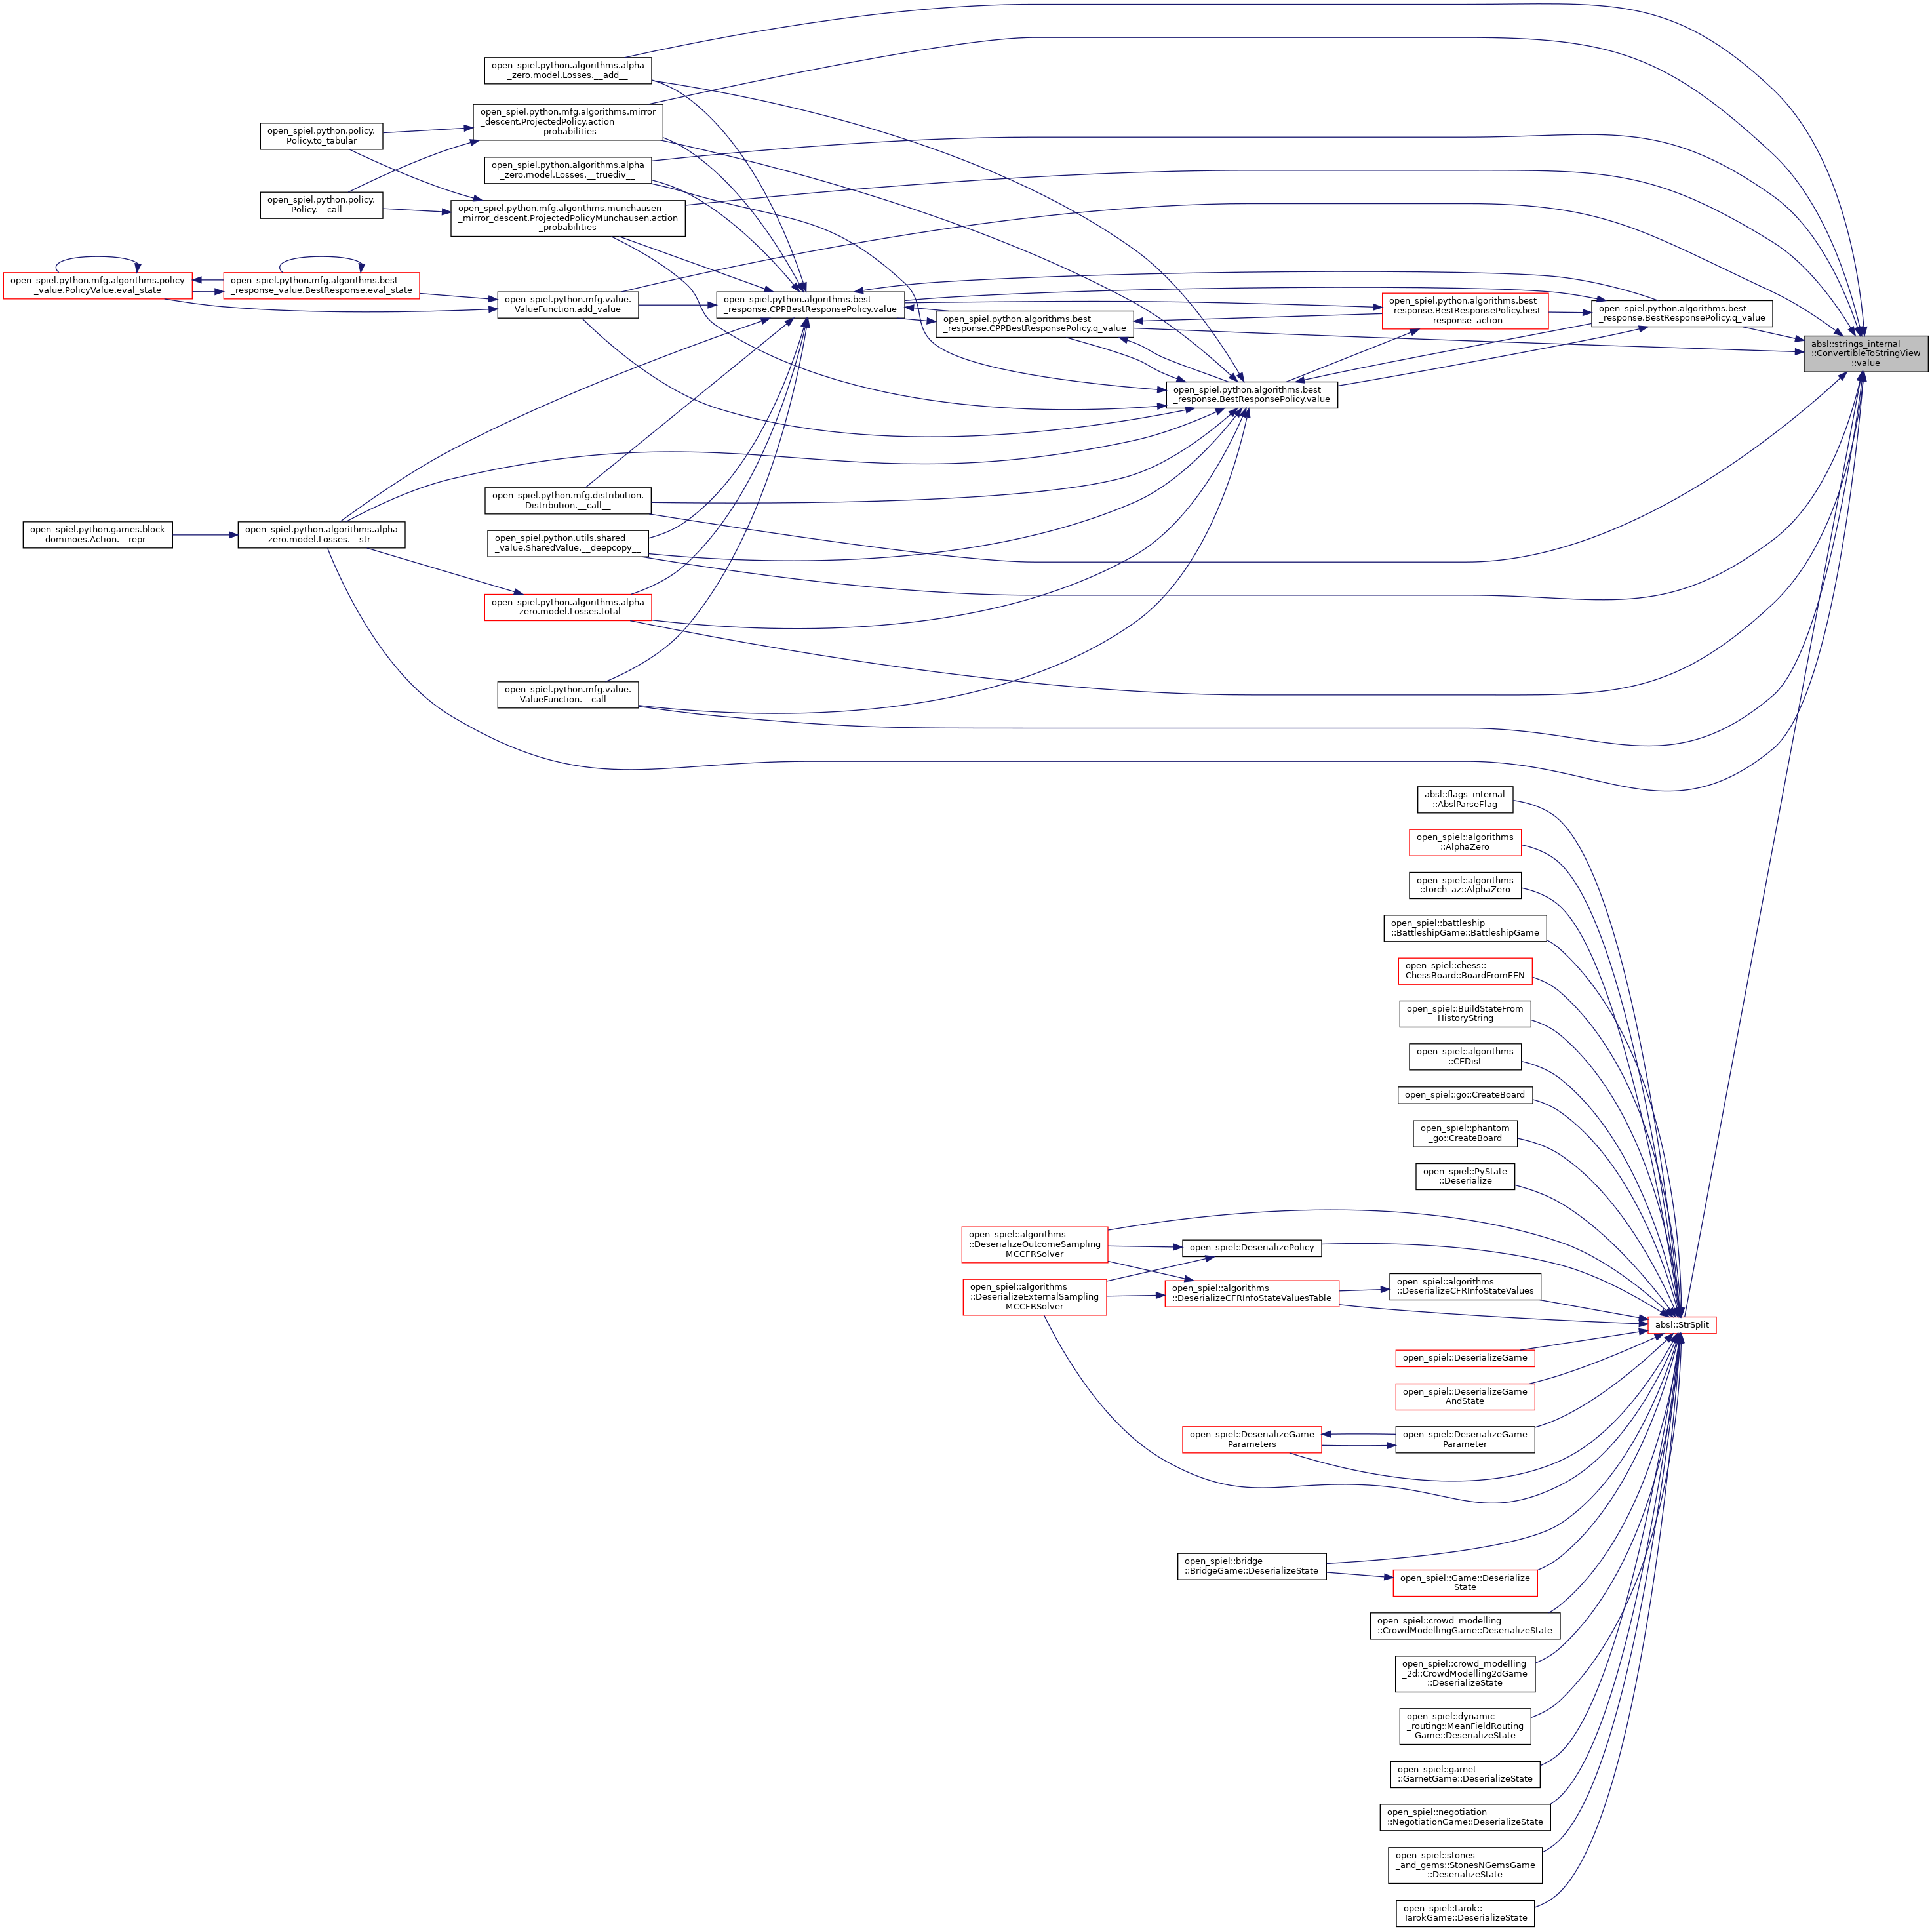 open_spiel.python.algorithms.alpha
_zero.model.Losses.__add__
open_spiel.python.mfg.algorithms.mirror
_descent.ProjectedPolicy.action
_probabilities
open_spiel.python.policy.
Policy.to_tabular
open_spiel.python.algorithms.alpha
_zero.model.Losses.__truediv__
open_spiel.python.policy.
Policy.__call__
open_spiel.python.mfg.algorithms.munchausen
_mirror_descent.ProjectedPolicyMunchausen.action
_probabilities
open_spiel.python.mfg.algorithms.policy
_value.PolicyValue.eval_state
open_spiel.python.mfg.algorithms.best
_response_value.BestResponse.eval_state
open_spiel.python.mfg.value.
ValueFunction.add_value
open_spiel.python.algorithms.best
_response.CPPBestResponsePolicy.value
open_spiel.python.algorithms.best
_response.CPPBestResponsePolicy.q_value
open_spiel.python.algorithms.best
_response.BestResponsePolicy.best
_response_action
open_spiel.python.algorithms.best
_response.BestResponsePolicy.q_value
absl::strings_internal
::ConvertibleToStringView
::value
open_spiel.python.algorithms.best
_response.BestResponsePolicy.value
open_spiel.python.mfg.distribution.
Distribution.__call__
open_spiel.python.games.block
_dominoes.Action.__repr__
open_spiel.python.algorithms.alpha
_zero.model.Losses.__str__
open_spiel.python.utils.shared
_value.SharedValue.__deepcopy__
open_spiel.python.algorithms.alpha
_zero.model.Losses.total
open_spiel.python.mfg.value.
ValueFunction.__call__
absl::flags_internal
::AbslParseFlag
open_spiel::algorithms
::AlphaZero
open_spiel::algorithms
::torch_az::AlphaZero
open_spiel::battleship
::BattleshipGame::BattleshipGame
open_spiel::chess::
ChessBoard::BoardFromFEN
open_spiel::BuildStateFrom
HistoryString
open_spiel::algorithms
::CEDist
open_spiel::go::CreateBoard
open_spiel::phantom
_go::CreateBoard
open_spiel::PyState
::Deserialize
open_spiel::algorithms
::DeserializeOutcomeSampling
MCCFRSolver
open_spiel::DeserializePolicy
open_spiel::algorithms
::DeserializeExternalSampling
MCCFRSolver
open_spiel::algorithms
::DeserializeCFRInfoStateValuesTable
open_spiel::algorithms
::DeserializeCFRInfoStateValues
absl::StrSplit
open_spiel::DeserializeGame
open_spiel::DeserializeGame
AndState
open_spiel::DeserializeGame
Parameters
open_spiel::DeserializeGame
Parameter
open_spiel::bridge
::BridgeGame::DeserializeState
open_spiel::Game::Deserialize
State
open_spiel::crowd_modelling
::CrowdModellingGame::DeserializeState
open_spiel::crowd_modelling
_2d::CrowdModelling2dGame
::DeserializeState
open_spiel::dynamic
_routing::MeanFieldRouting
Game::DeserializeState
open_spiel::garnet
::GarnetGame::DeserializeState
open_spiel::negotiation
::NegotiationGame::DeserializeState
open_spiel::stones
_and_gems::StonesNGemsGame
::DeserializeState
open_spiel::tarok::
TarokGame::DeserializeState